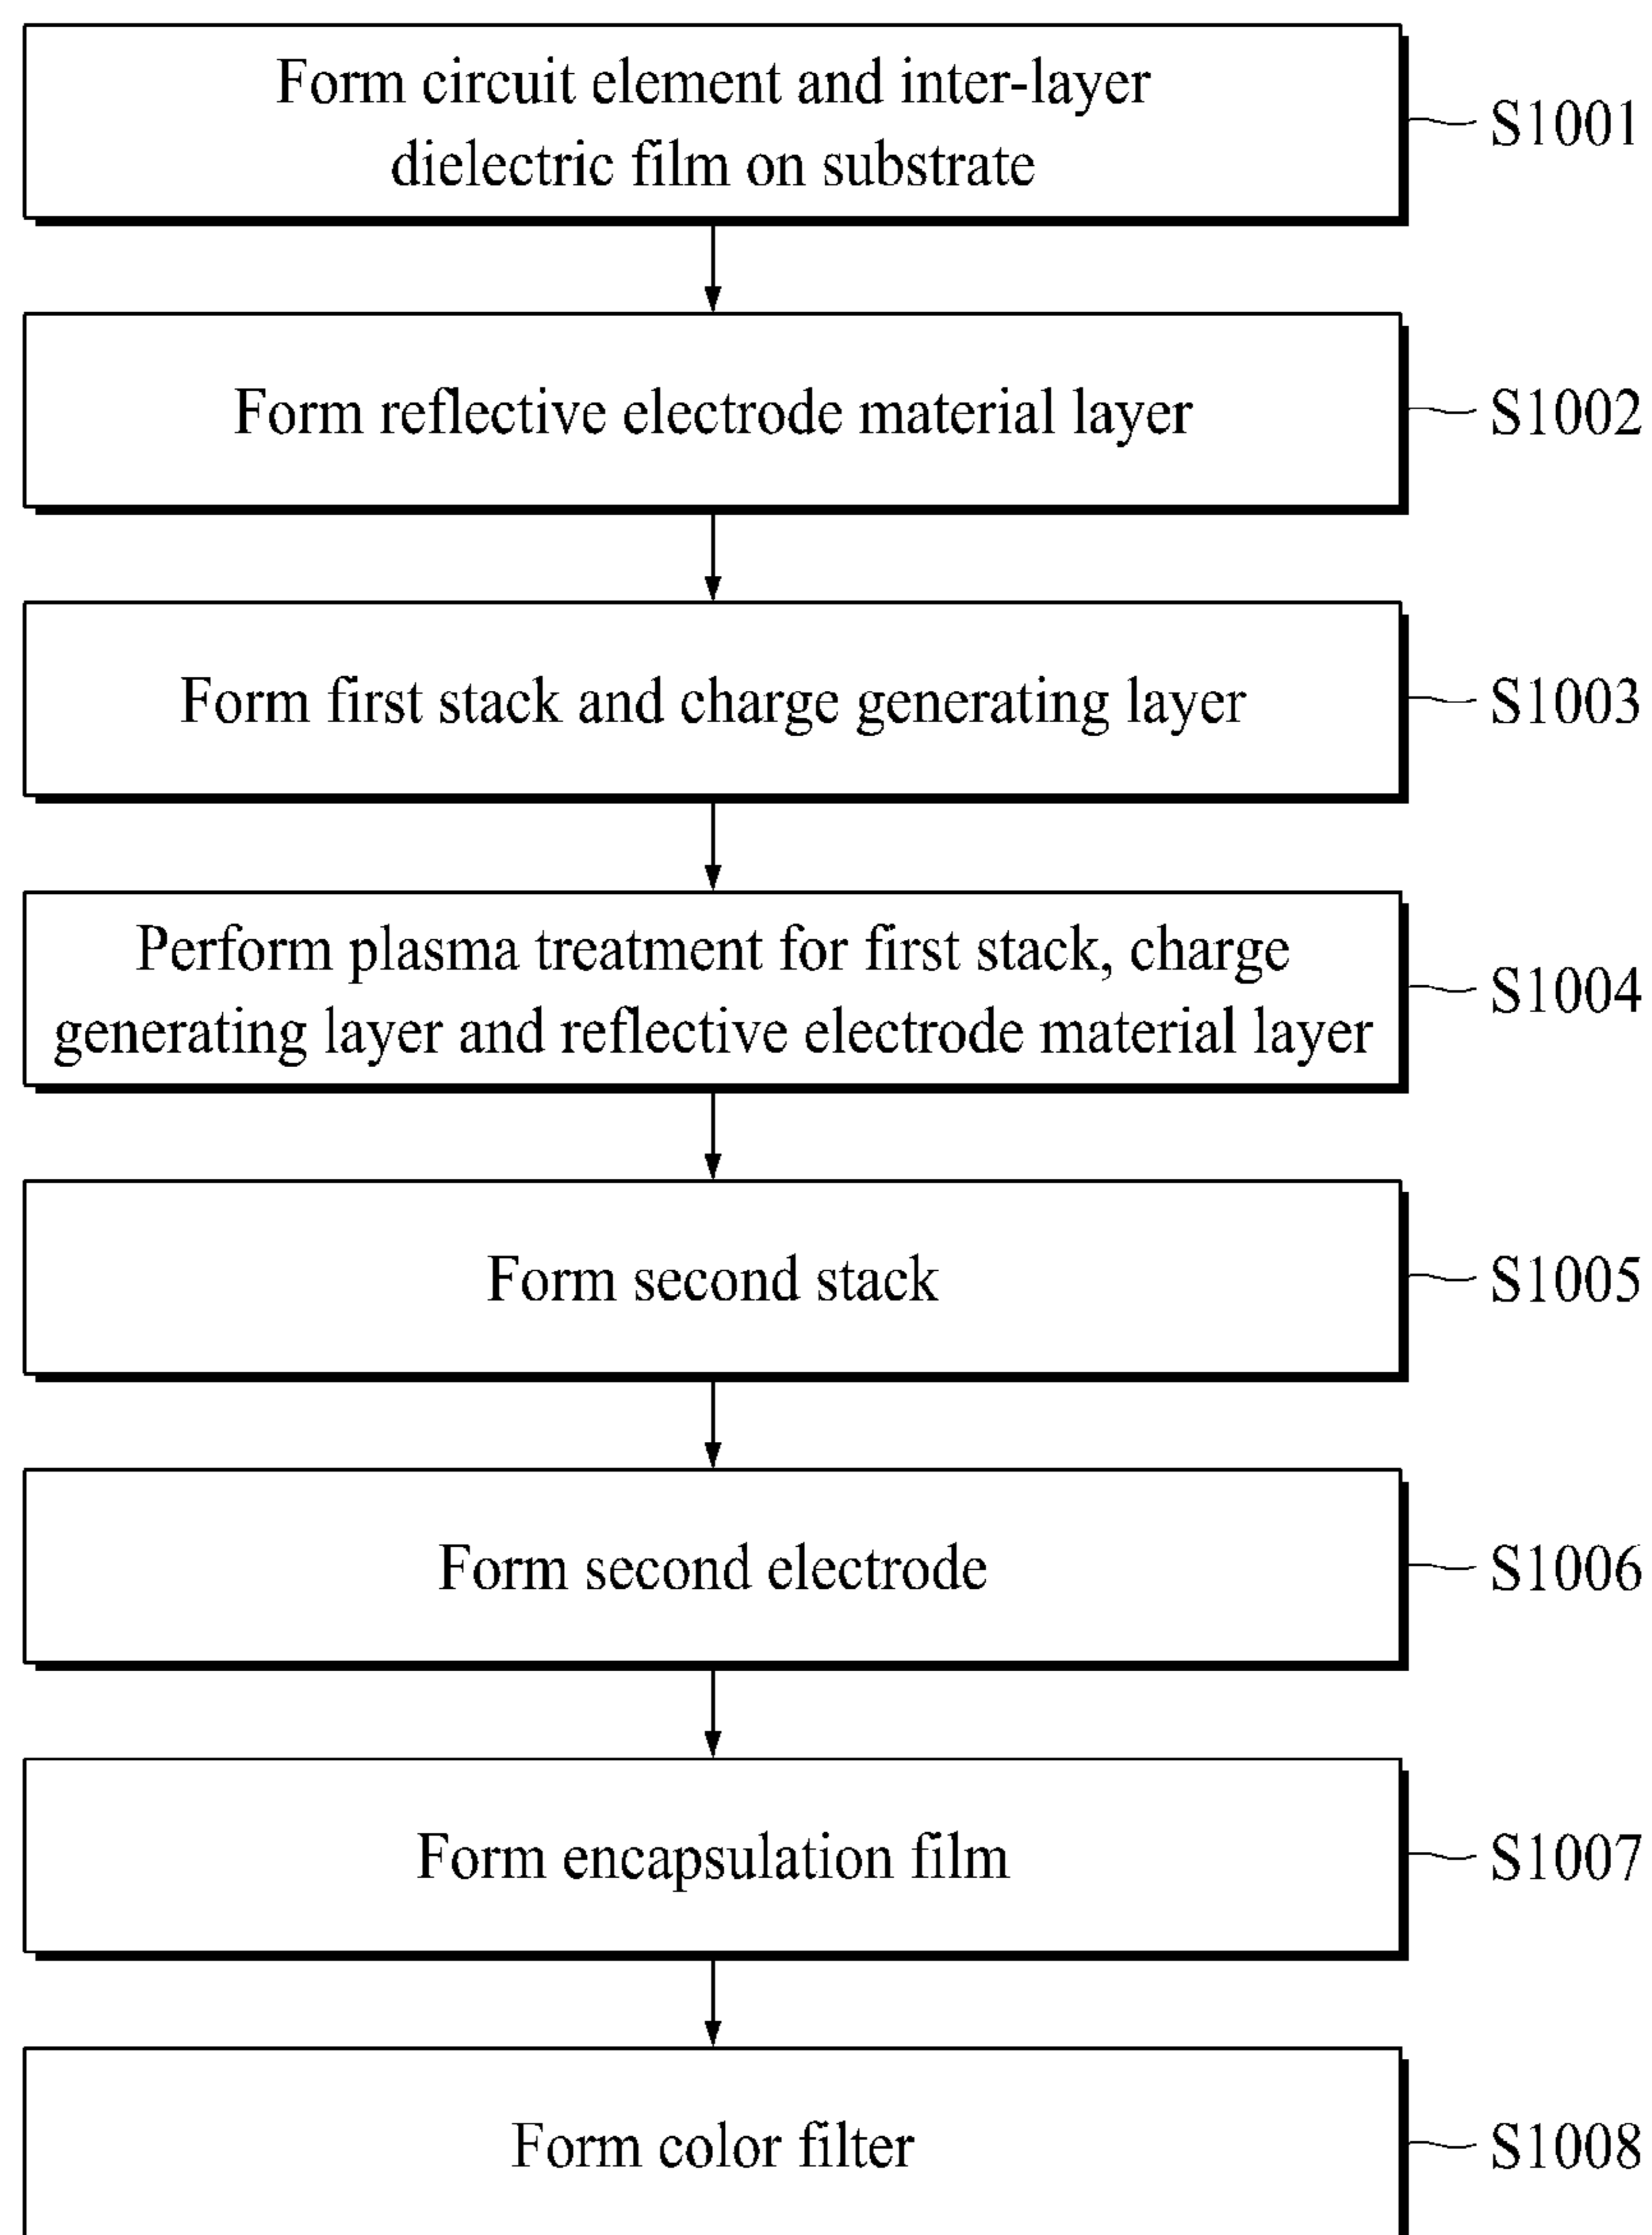 Form circuit element and inter-layer
dielectric film on substrate
S1001
Form reflective electrode material layer
S1002
Form first stack and charge generating layer
S1003
Perform plasma treatment for first stack, charge
generating layer and reflective electrode material layer
S1004
Form second stack
S1005
Form second electrode
S1006
Form encapsulation film
S1007
Form color filter
S1008